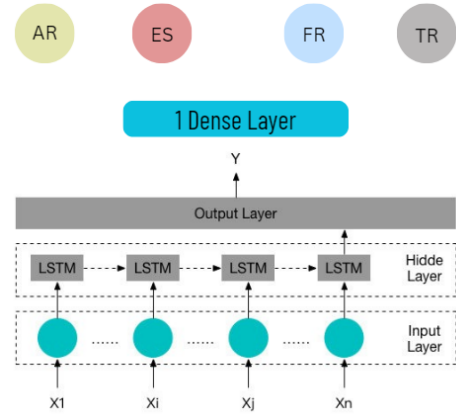 AR ES FR TR
1 Dense Layer
Y
Output Layer
LSTM LSTM LSTM LSTM
Hidde
Layer
...... ...... ......
Input
Layer
X1 Xi Xj Xn